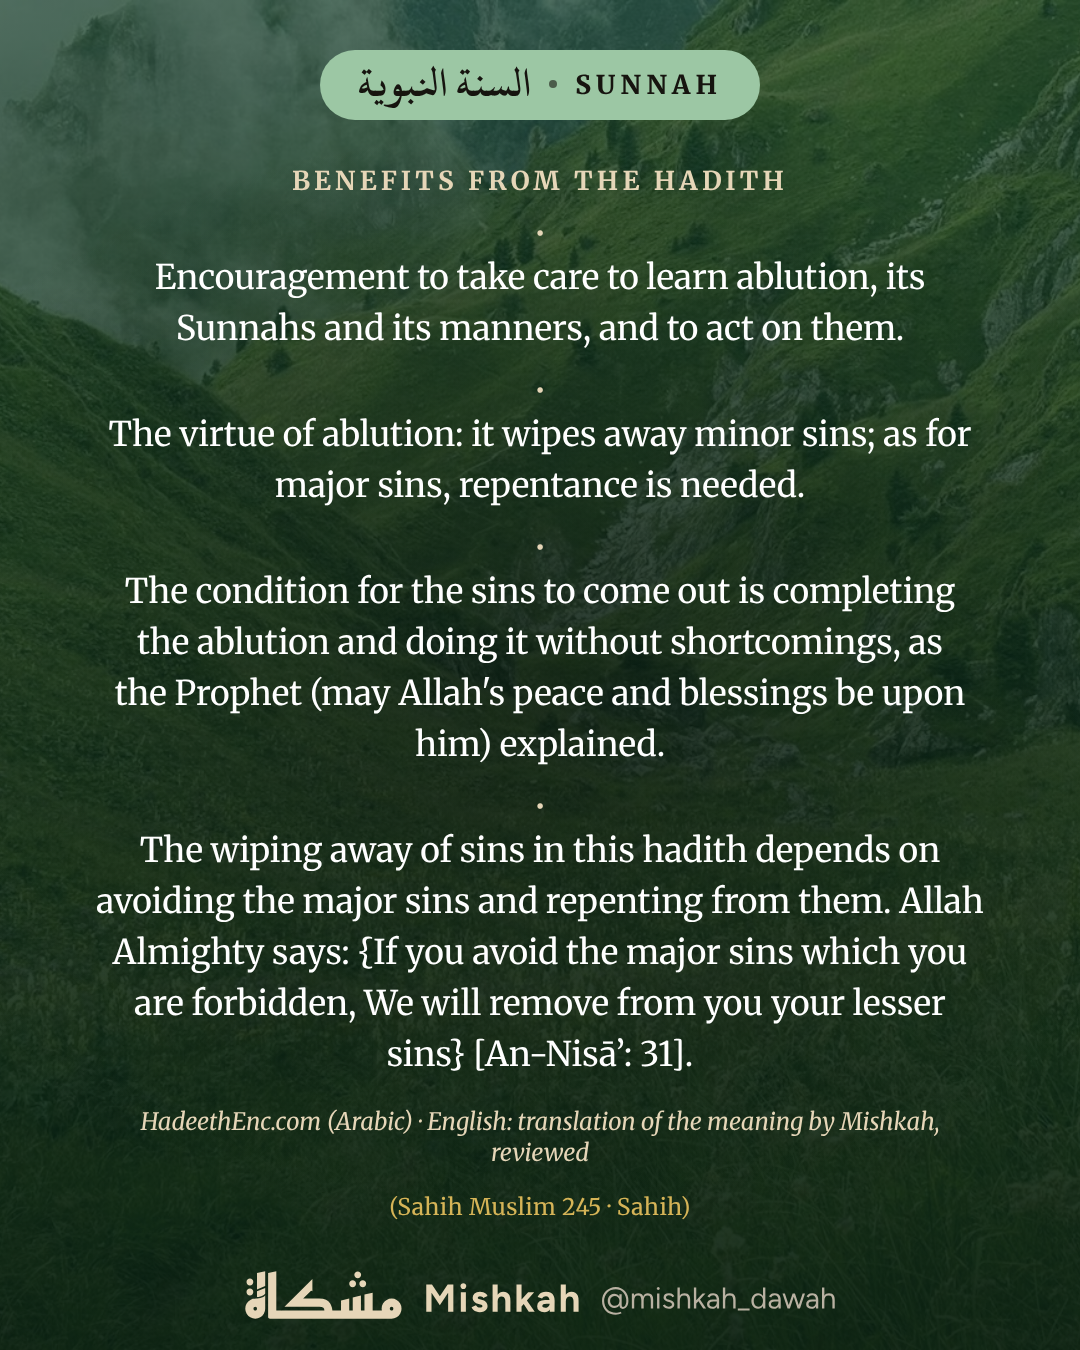 السنة النبوية • SUNNAH
BENEFITS FROM THE HADITH
•
Encouragement to take care to learn ablution, its
Sunnahs and its manners, and to act on them.
•
The virtue of ablution: it wipes away minor sins; as for
major sins, repentance is needed.
•
The condition for the sins to come out is completing
the ablution and doing it without shortcomings, as
the Prophet (may Allah's peace and blessings be upon
him) explained.
•
The wiping away of sins in this hadith depends on
avoiding the major sins and repenting from them. Allah
Almighty says: {If you avoid the major sins which you
are forbidden, We will remove from you your lesser
sins} [An-Nisā’: 31].
HadeethEnc.com (Arabic) · English: translation of the meaning by Mishkah,
reviewed
(Sahih Muslim 245 · Sahih)
مشكاة Mishkah @mishkah_dawah